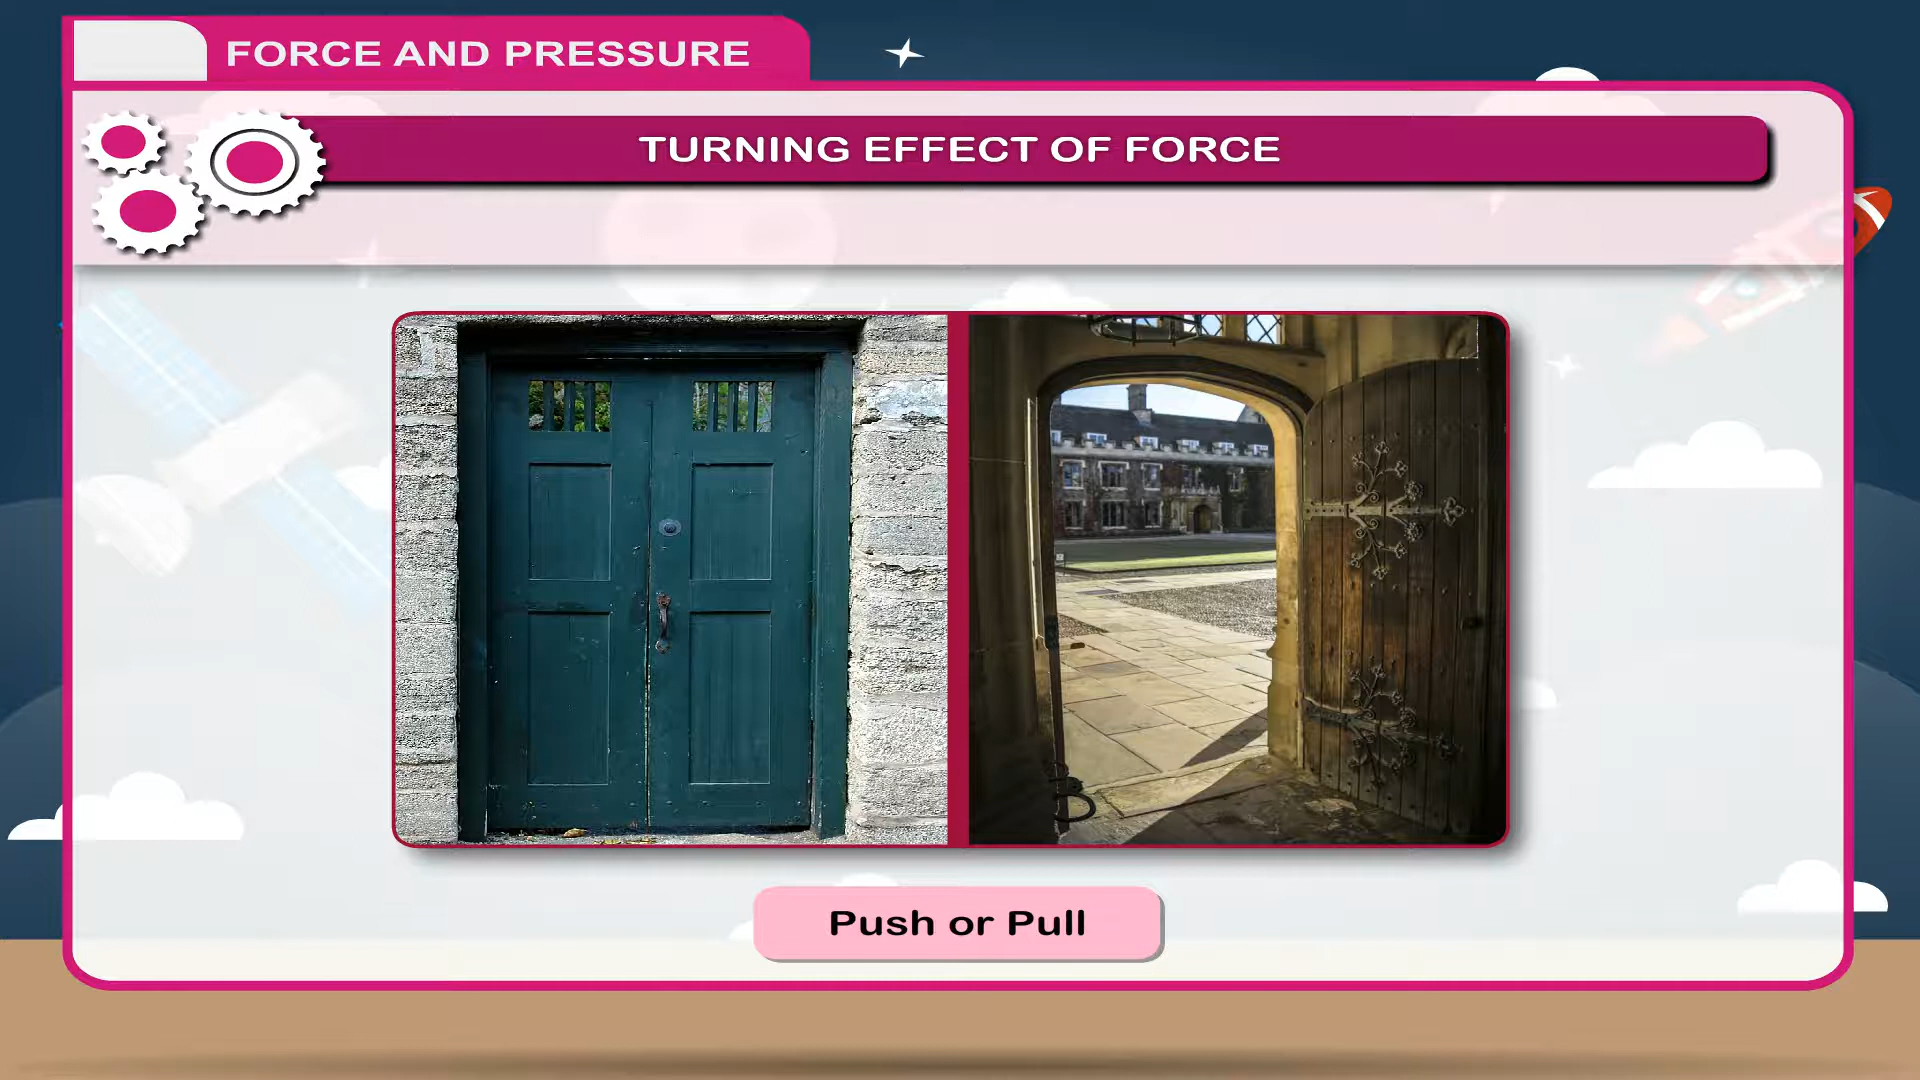 FORCE AND PRESSURE
TURNING EFFECT OF FORCE
Push or Pull